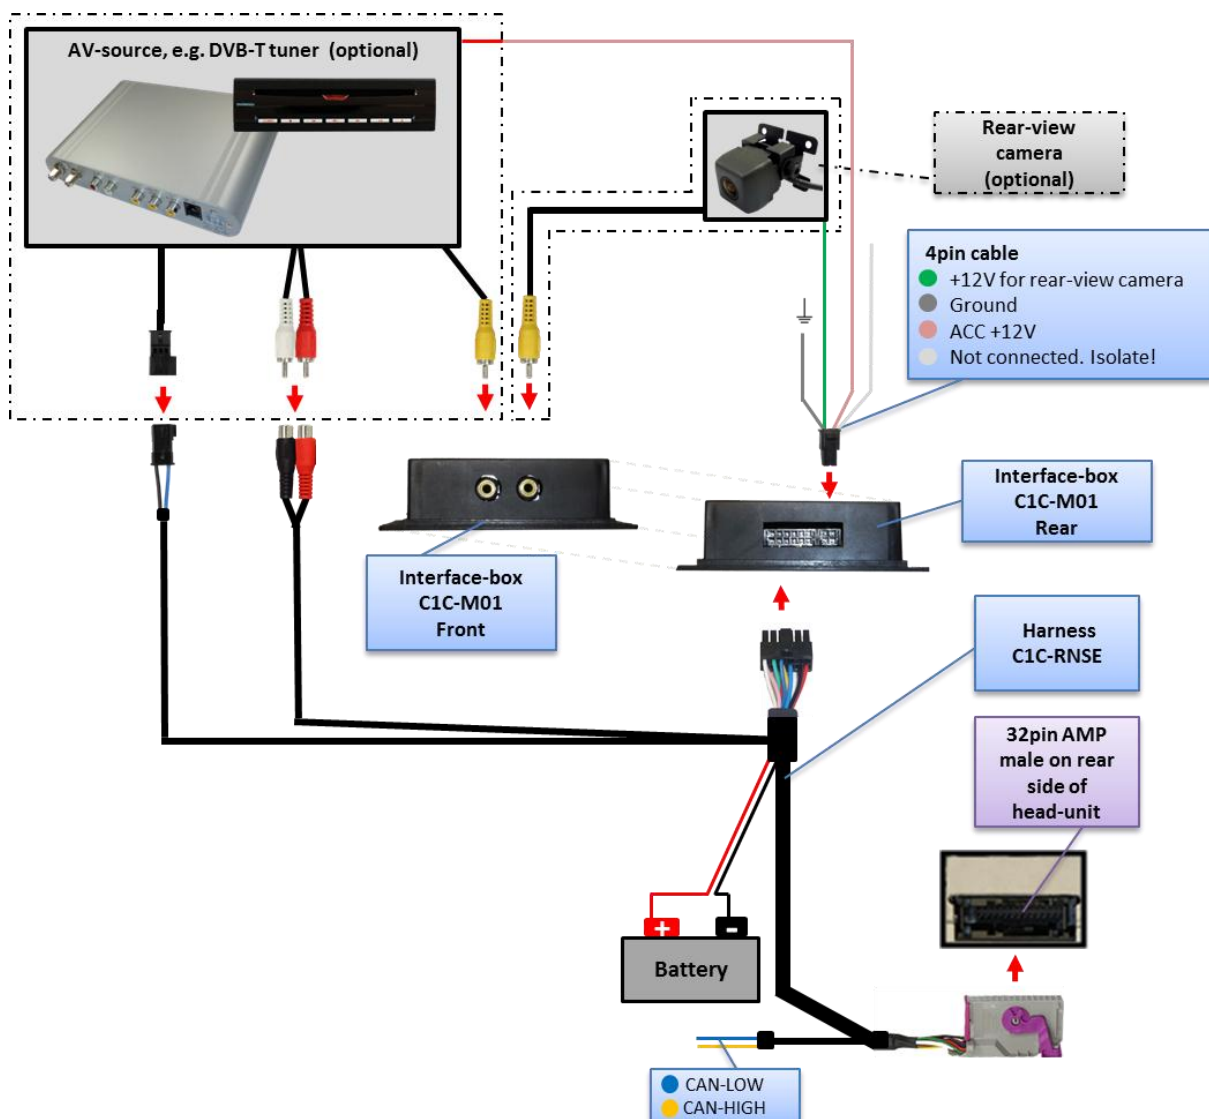 AV-source, e.g. DVB-T tuner (optional)
Rear-view
camera
(optional)
4pin cable
+12V for rear-view camera
Ground
ACC +12V
Not connected. Isolate!
Interface-box
C1C-M01
Rear
Interface-box
C1C-M01
Front
Harness
C1C-RNSE
32pin AMP
male on rear
side of
head-unit
+ -
Battery
CAN-LOW
CAN-HIGH